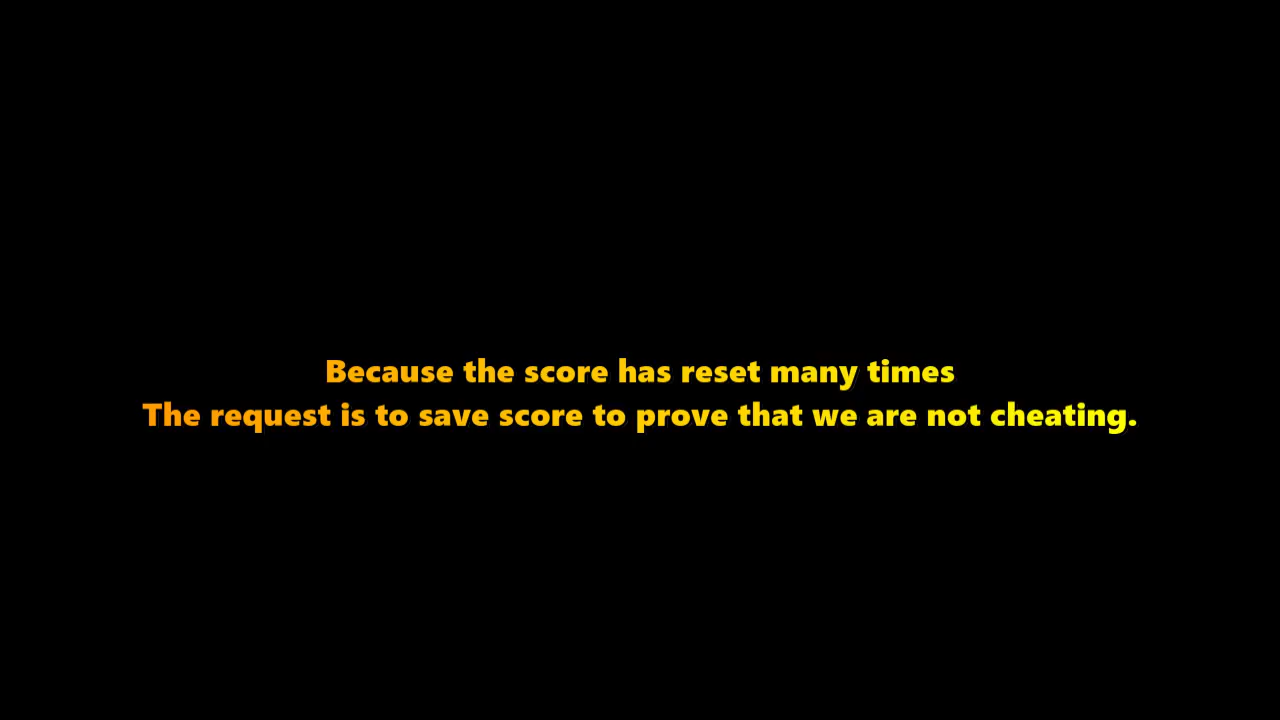 Because the score has reset many times
The request is to save score to prove that we are not cheating.